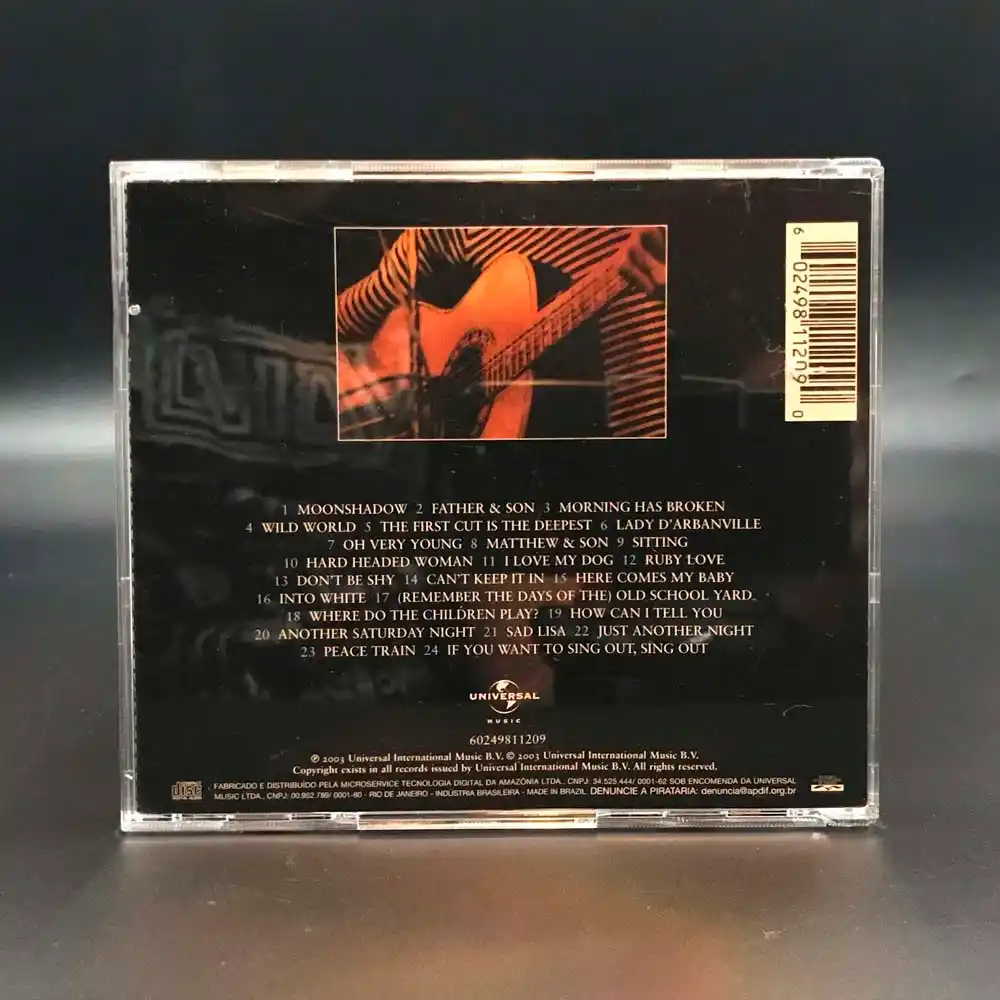 6 02498 11209 0
1 MOONSHADOW 2 FATHER & SON 3 MORNING HAS BROKEN
4 WILD WORLD 5 THE FIRST CUT IS THE DEEPEST 6 LADY D'ARBANVILLE
7 OH VERY YOUNG 8 MATTHEW & SON 9 SITTING
10 HARD HEADED WOMAN 11 I LOVE MY DOG 12 RUBY LOVE
13 DON'T BE SHY 14 CAN'T KEEP IT IN 15 HERE COMES MY BABY
16 INTO WHITE 17 (REMEMBER THE DAYS OF THE) OLD SCHOOL YARD
18 WHERE DO THE CHILDREN PLAY? 19 HOW CAN I TELL YOU
20 ANOTHER SATURDAY NIGHT 21 SAD LISA 22 JUST ANOTHER NIGHT
23 PEACE TRAIN 24 IF YOU WANT TO SING OUT, SING OUT
UNIVERSAL
MUSIC
60249811209
℗ 2003 Universal International Music B.V. © 2003 Universal International Music B.V.
Copyright exists in all records issued by Universal International Music B.V. All rights reserved.
disc
FABRICADO E DISTRIBUÍDO PELA MICROSERVICE TECNOLOGIA DIGITAL DA AMAZÔNIA LTDA., CNPJ: 34.525.444/ 0001-62 SOB ENCOMENDA DA UNIVERSAL
MUSIC LTDA., CNPJ: 00.952.789/ 0001-80 - RIO DE JANEIRO - INDÚSTRIA BRASILEIRA - MADE IN BRAZIL DENUNCIE A PIRATARIA: denuncia@apdif.org.br